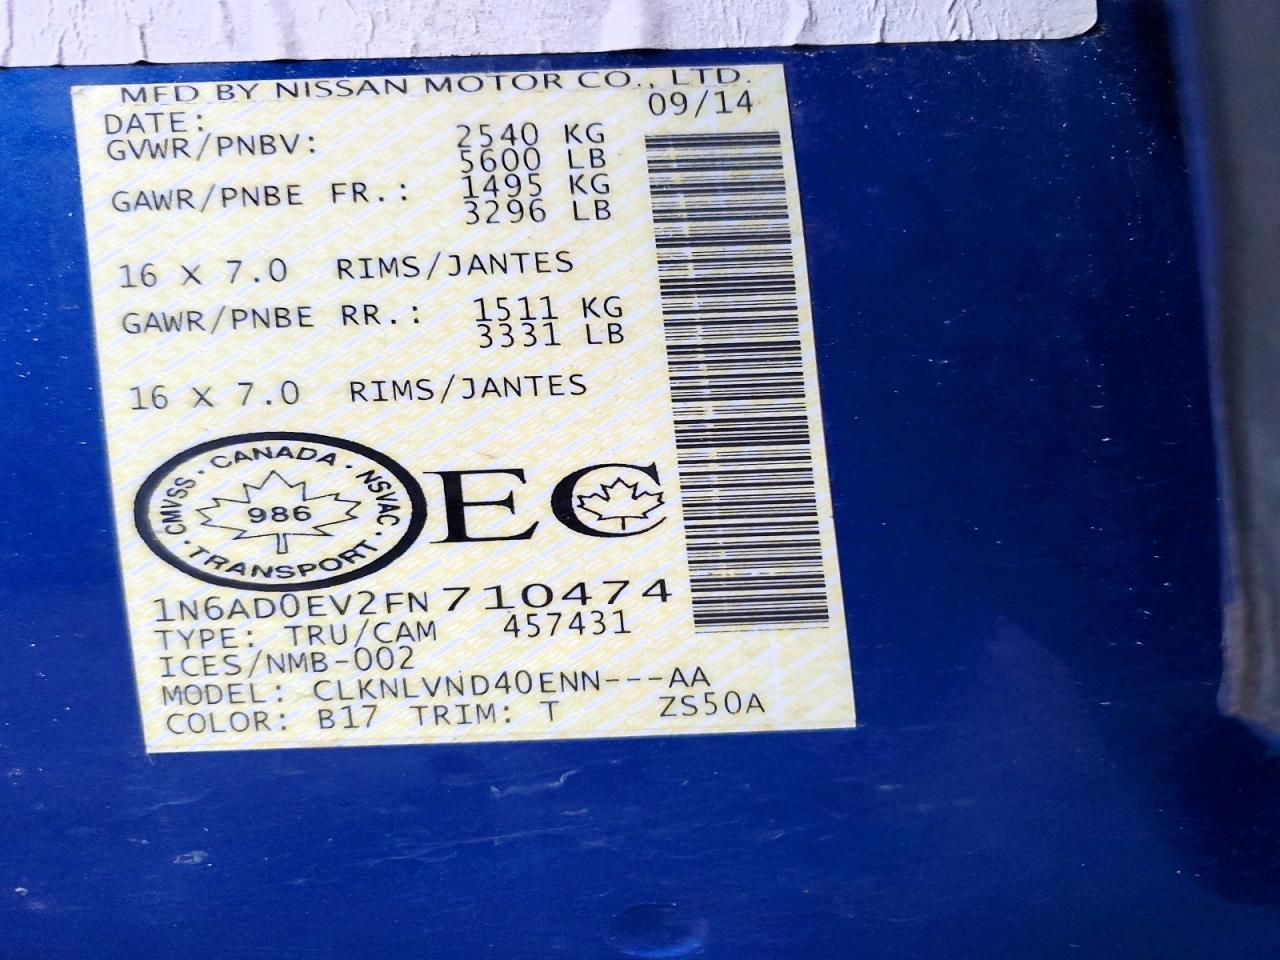 MFD BY NISSAN MOTOR CO., LTD.
DATE: 09/14
GVWR/PNBV: 2540 KG
5600 LB
GAWR/PNBE FR.: 1495 KG
3296 LB
16 X 7.0 RIMS/JANTES
GAWR/PNBE RR.: 1511 KG
3331 LB
16 X 7.0 RIMS/JANTES
CMVSS · CANADA · NSVAC · TRANSPORT ·
986
EC
1N6AD0EV2FN710474
TYPE: TRU/CAM 457431
ICES/NMB-002
MODEL: CLKNLVND40ENN---AA
COLOR: B17 TRIM: T ZS50A